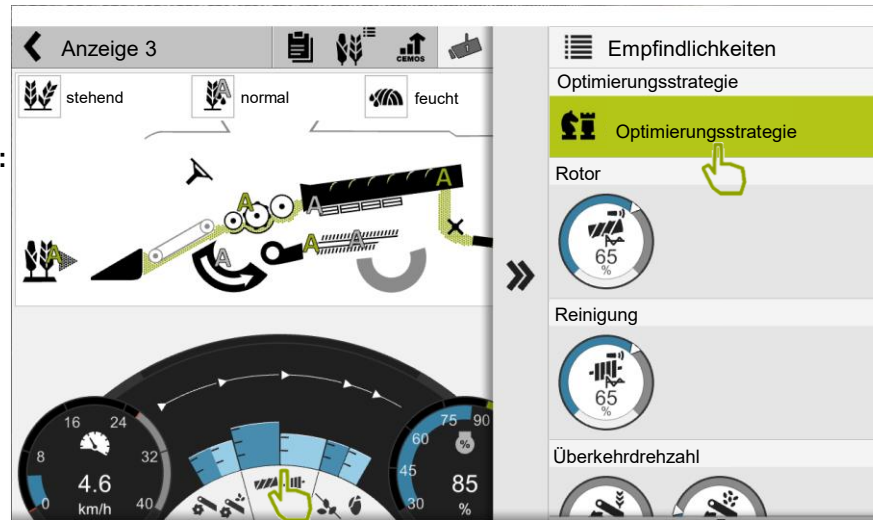 Anzeige 3
CEMOS
stehend
normal
feucht
:
A
A
A
A
A
A
A
A
16 24
8 32
0 40
4.6
km/h
75 90
60
45
30
%
85
%
Empfindlichkeiten
Optimierungsstrategie
Optimierungsstrategie
Rotor
65
%
Reinigung
65
%
Überkehrdrehzahl